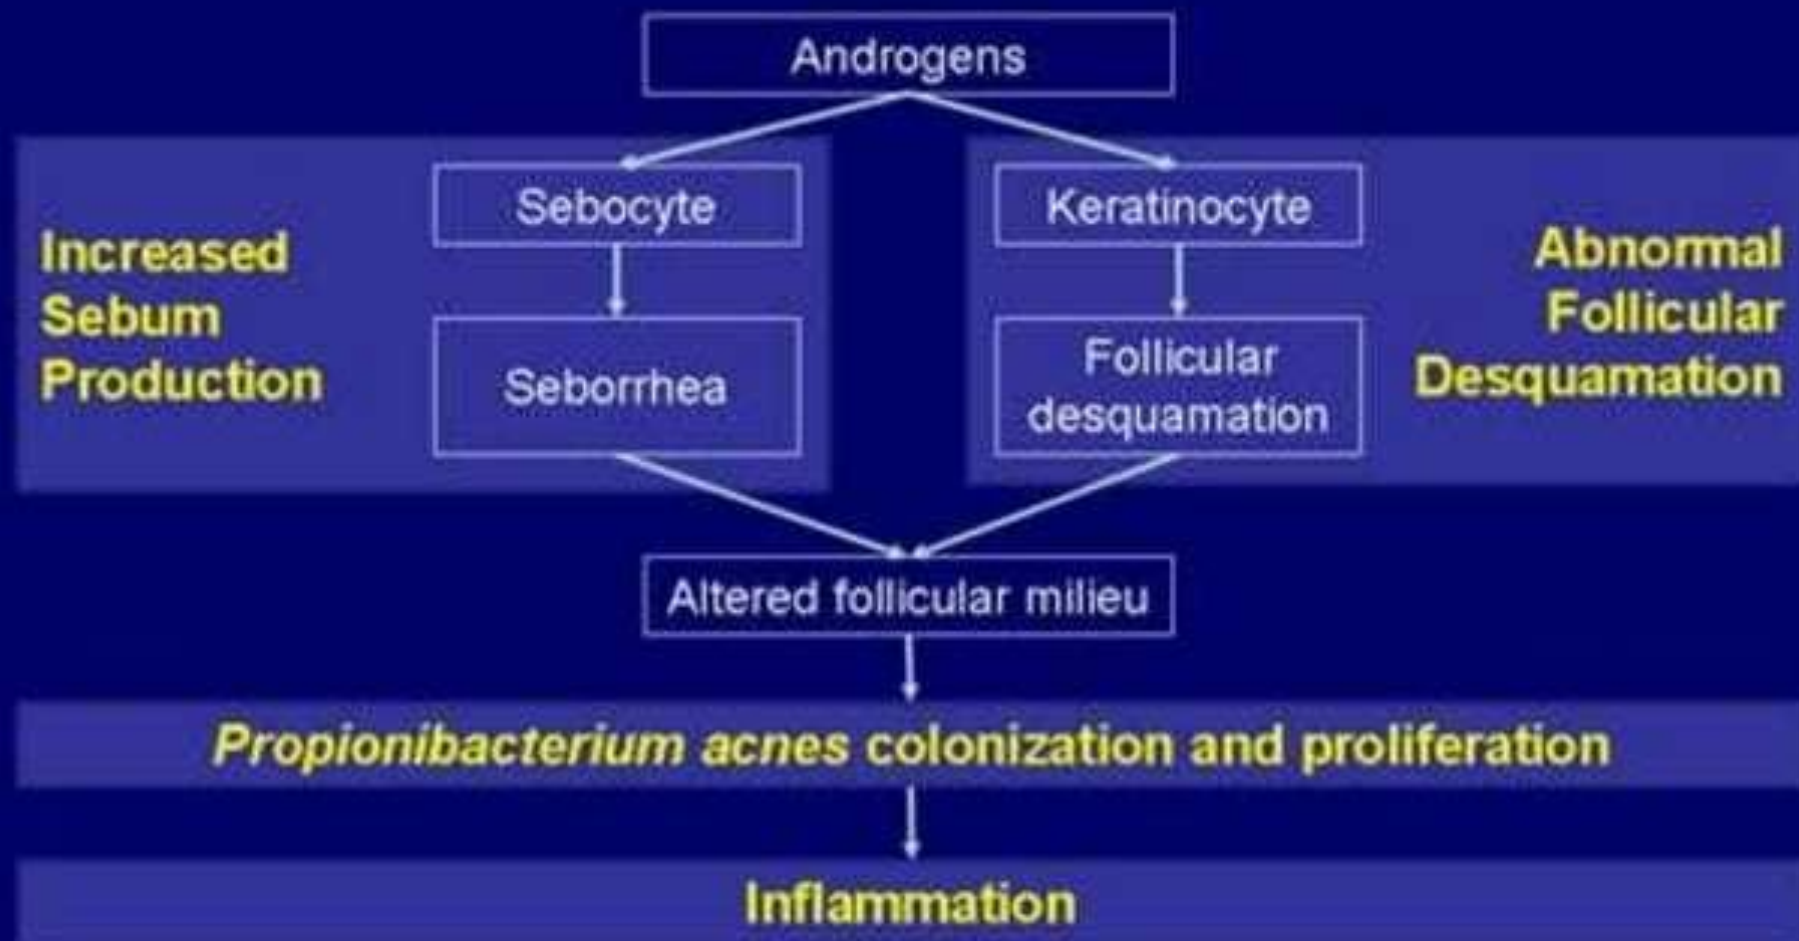 Androgens
Sebocyte
Keratinocyte
Increased
Sebum
Production
Seborrhea
Follicular
desquamation
Abnormal
Follicular
Desquamation
Altered follicular milieu
Propionibacterium acnes colonization and proliferation
Inflammation